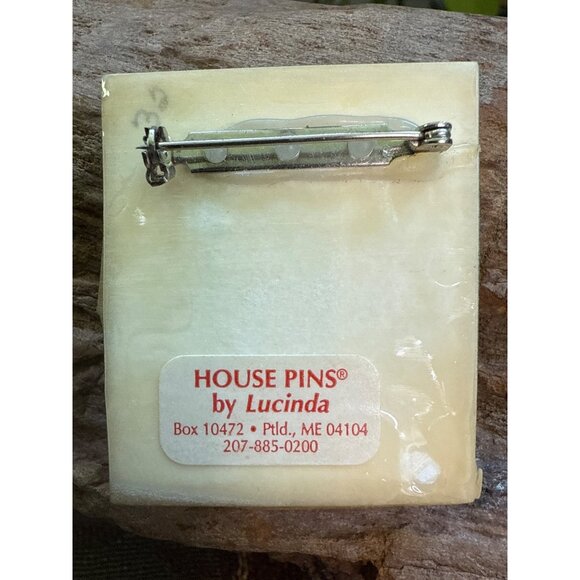 HOUSE PINS®
by Lucinda
Box 10472 • Ptld., ME 04104
207-885-0200